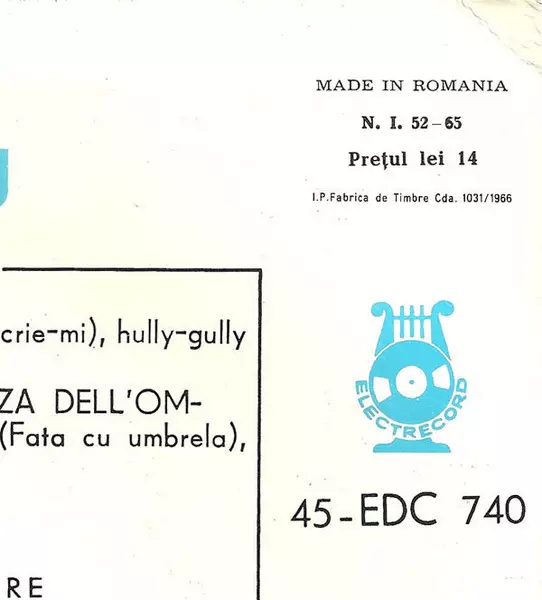 MADE IN ROMANIA
N. I. 52-65
Prețul lei 14
I.P.Fabrica de Timbre Cda. 1031/1966
crie-mi), hully-gully
ZA DELL'OM-
(Fata cu umbrela),
ELECTRECORD
45-EDC 740
RE